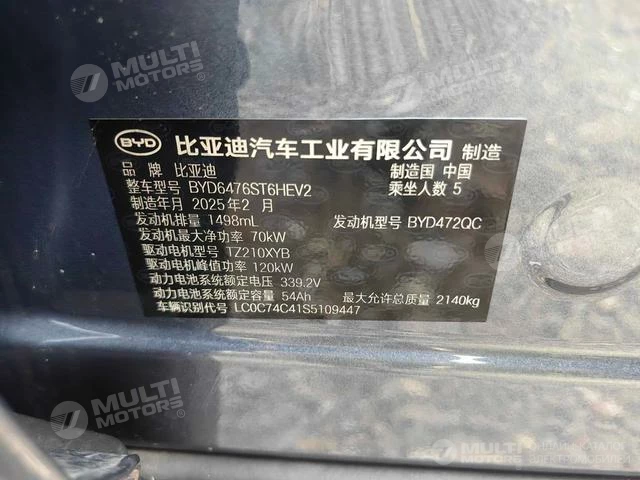 BYD 比亚迪汽车工业有限公司 制造
品 牌 比亚迪 制造国 中国
整车型号 BYD6476ST6HEV2 乘坐人数 5
制造年月 2025年2 月
发动机排量 1498mL 发动机型号 BYD472QC
发动机最大净功率 70kW
驱动电机型号 TZ210XYB
驱动电机峰值功率 120kW
动力电池系统额定电压 339.2V
动力电池系统额定容量 54Ah 最大允许总质量 2140kg
车辆识别代号 LC0C74C41S5109447
MULTI MOTORS
MULTI MOTORS
MULTI MOTORS
MULTI MOTORS